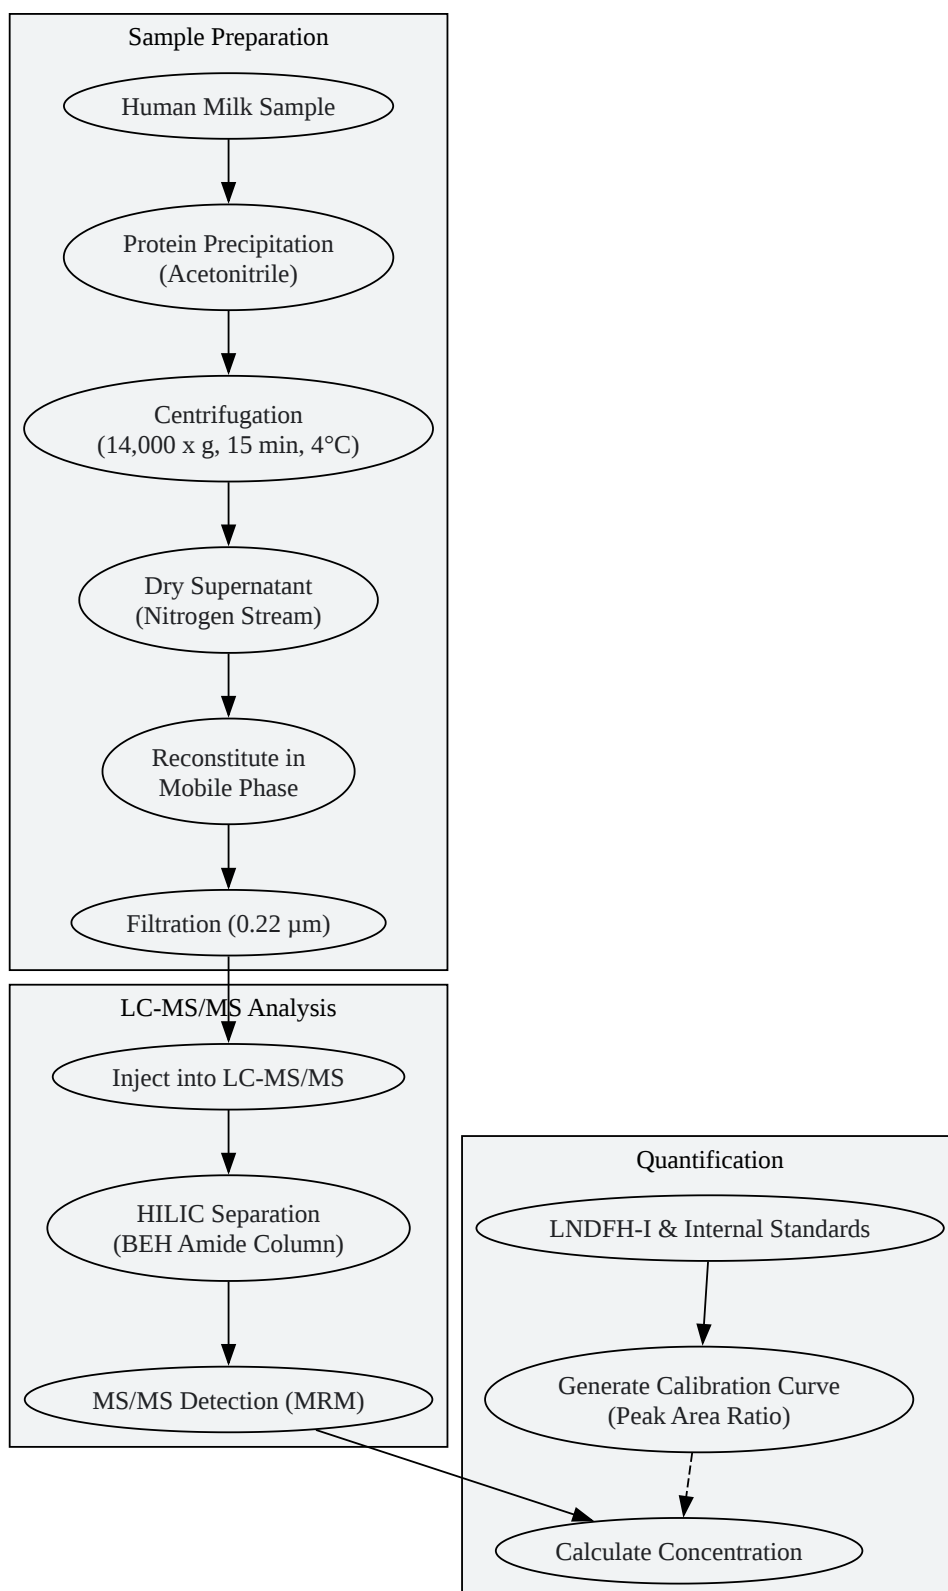 Sample Preparation
Human Milk Sample
Protein Precipitation
(Acetonitrile)
Centrifugation
(14,000 x g, 15 min, 4°C)
Dry Supernatant
(Nitrogen Stream)
Reconstitute in
Mobile Phase
Filtration (0.22 µm)
LC-MS/MS Analysis
Inject into LC-MS/MS
HILIC Separation
(BEH Amide Column)
MS/MS Detection (MRM)
Quantification
LNDFH-I & Internal Standards
Generate Calibration Curve
(Peak Area Ratio)
Calculate Concentration